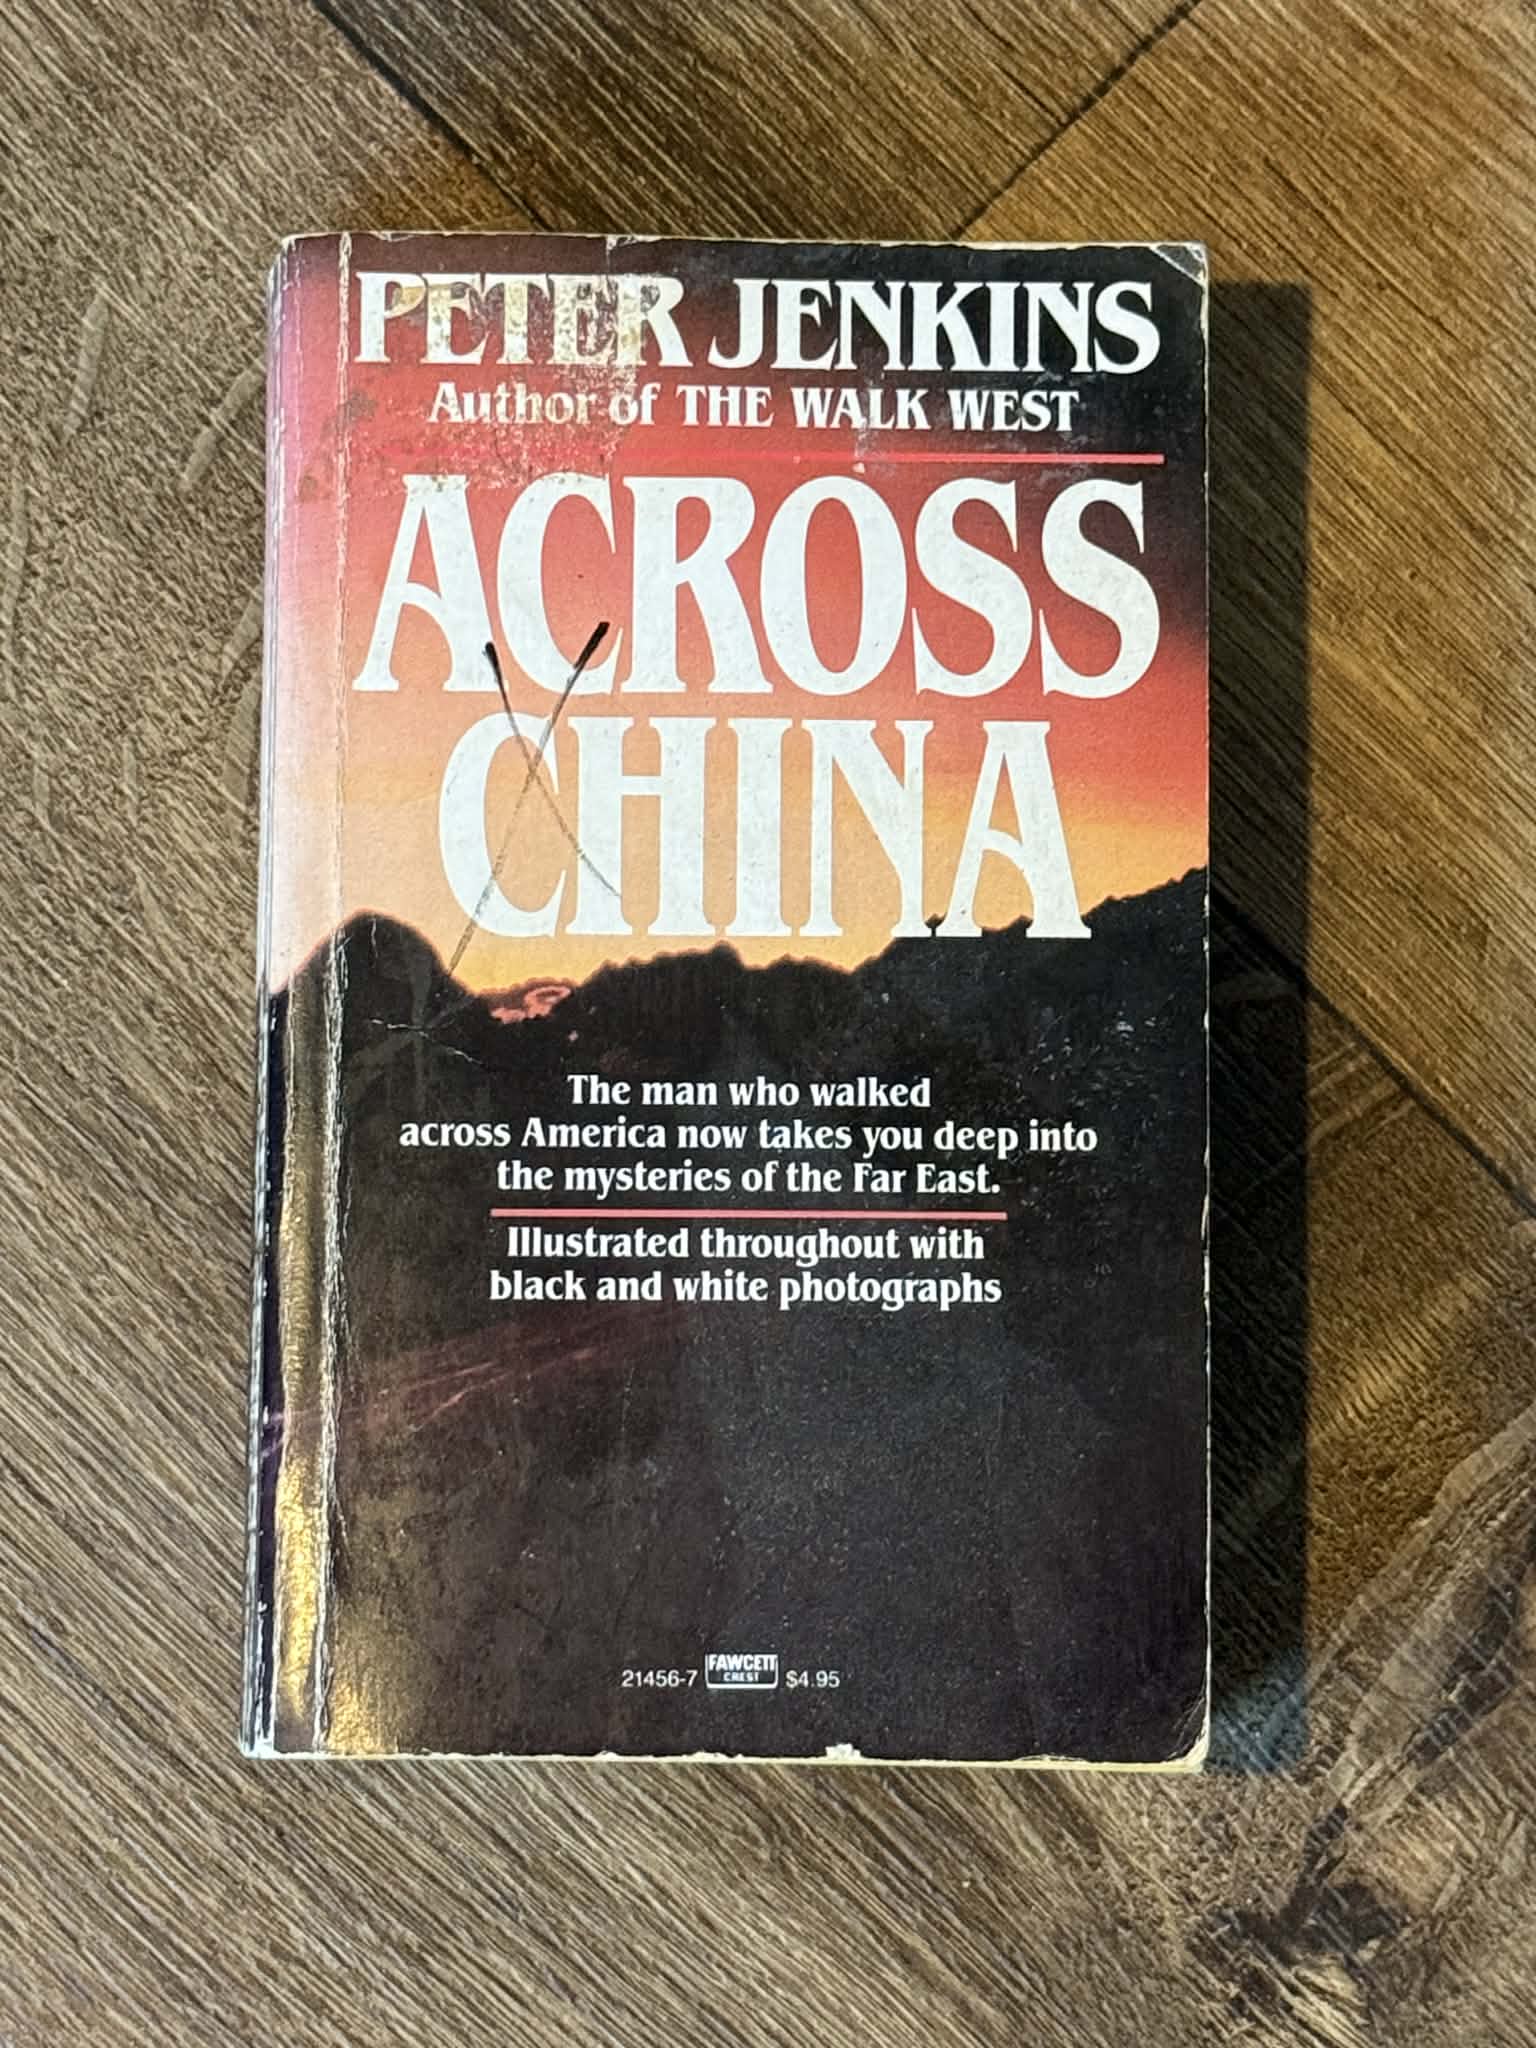 PETER JENKINS
Author of THE WALK WEST
ACROSS
CHINA
The man who walked
across America now takes you deep into
the mysteries of the Far East.
Illustrated throughout with
black and white photographs
21456-7 FAWCETT CREST $4.95